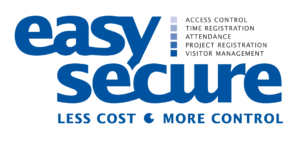 easy
secure
ACCESS CONTROL
TIME REGISTRATION
ATTENDANCE
PROJECT REGISTRATION
VISITOR MANAGEMENT
LESS COST MORE CONTROL